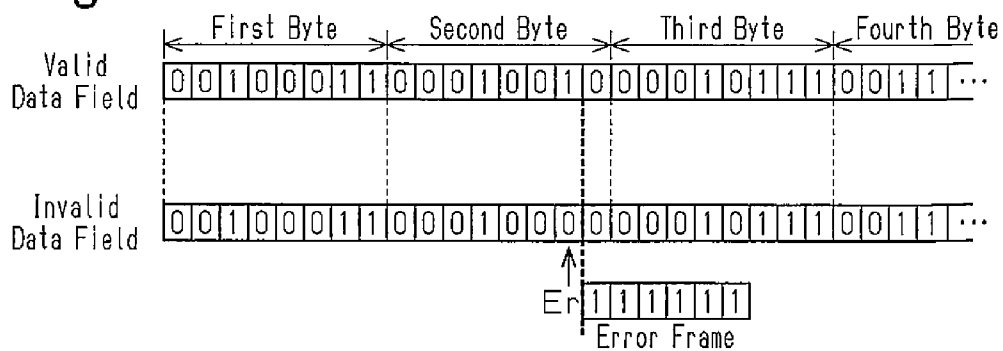 First Byte Second Byte Third Byte Fourth Byte
Valid
Data Field
0 0 1 0 0 0 1 1 0 0 0 1 0 0 1 0 0 0 0 1 0 1 1 1 0 0 1 1 ...
Invalid
Data Field
0 0 1 0 0 0 1 1 0 0 0 1 0 0 0 0 0 0 0 1 0 1 1 1 0 0 1 1 ...
Er 1 1 1 1 1 1
Error Frame